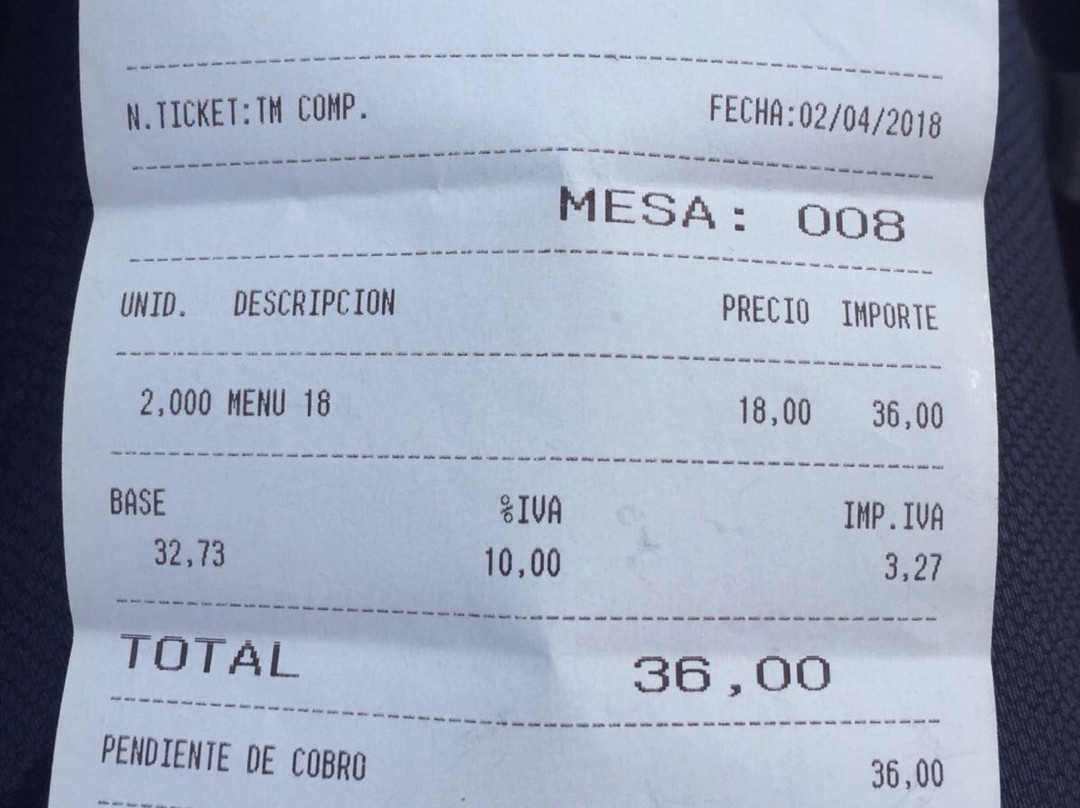 N.TICKET:TM COMP. FECHA:02/04/2018
MESA: 008
UNID. DESCRIPCION PRECIO IMPORTE
2,000 MENU 18 18,00 36,00
BASE %IVA IMP.IVA
32,73 10,00 3,27
TOTAL 36,00
PENDIENTE DE COBRO 36,00